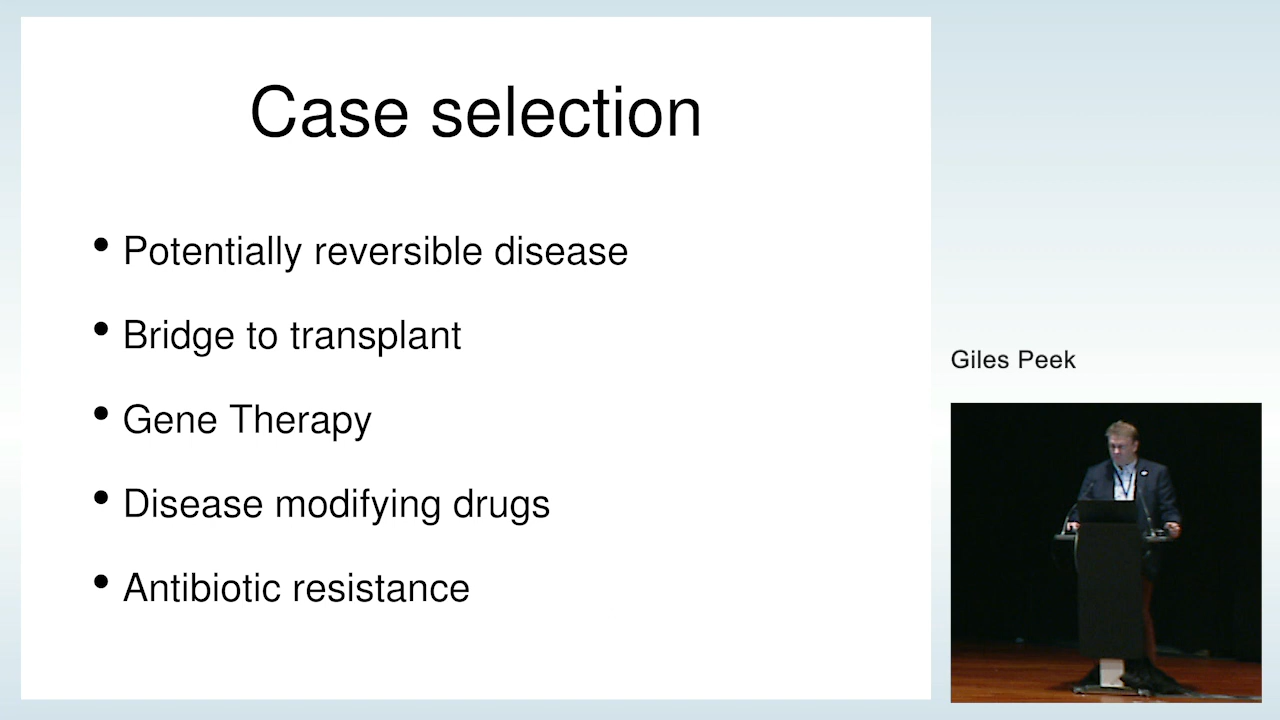 Case selection
• Potentially reversible disease
• Bridge to transplant
• Gene Therapy
• Disease modifying drugs
• Antibiotic resistance
Giles Peek